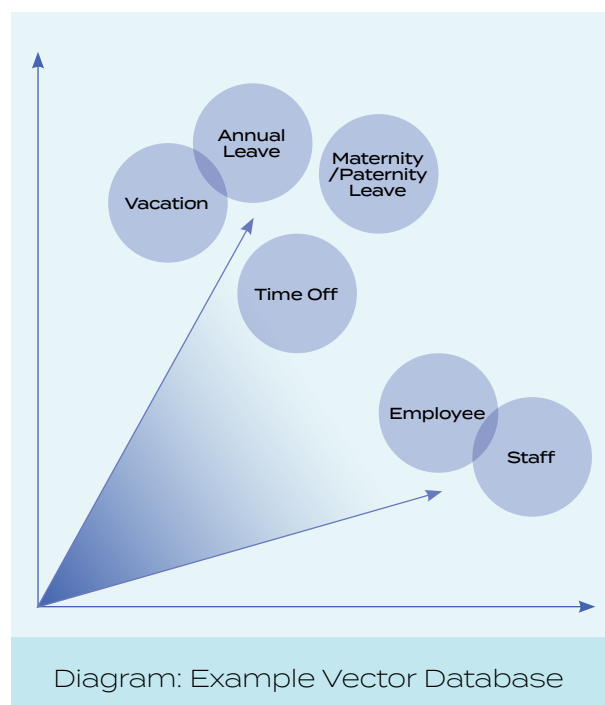 Annual
Leave
Maternity
/Paternity
Leave
Vacation
Time Off
Employee
Staff
Diagram: Example Vector Database